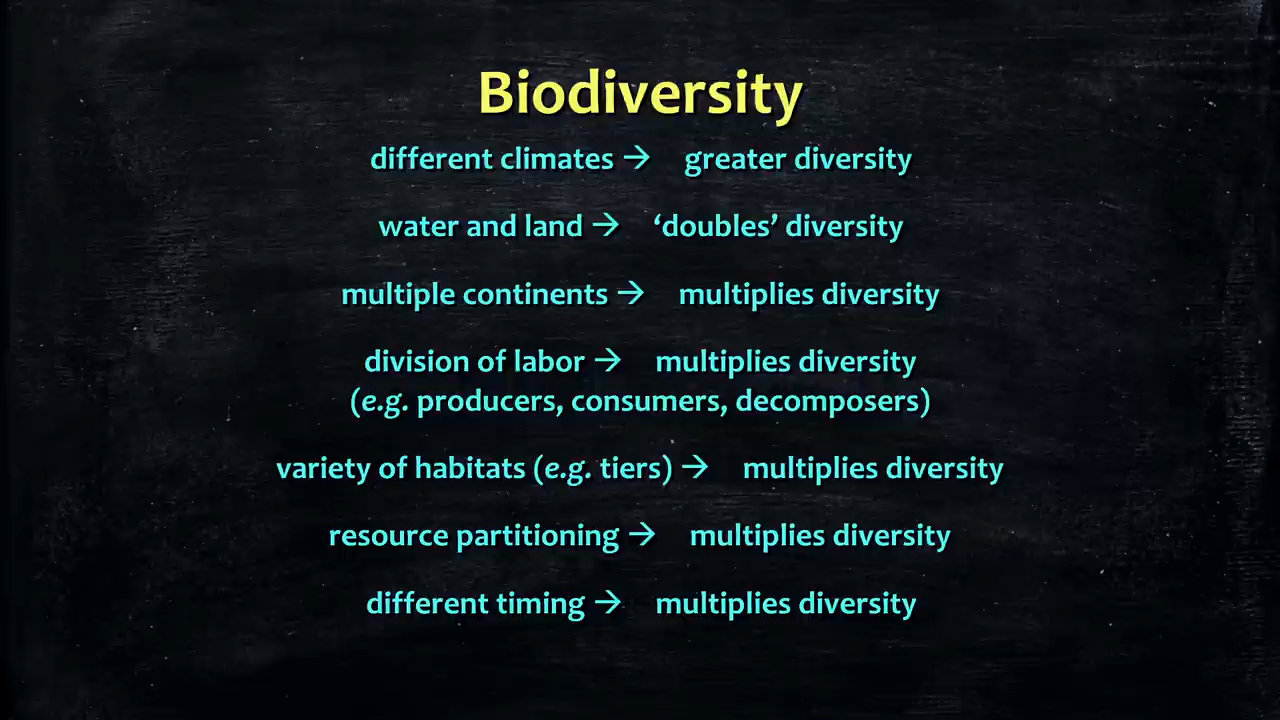 Biodiversity
different climates → greater diversity
water and land → ‘doubles’ diversity
multiple continents → multiplies diversity
division of labor → multiplies diversity
(e.g. producers, consumers, decomposers)
variety of habitats (e.g. tiers) → multiplies diversity
resource partitioning → multiplies diversity
different timing → multiplies diversity